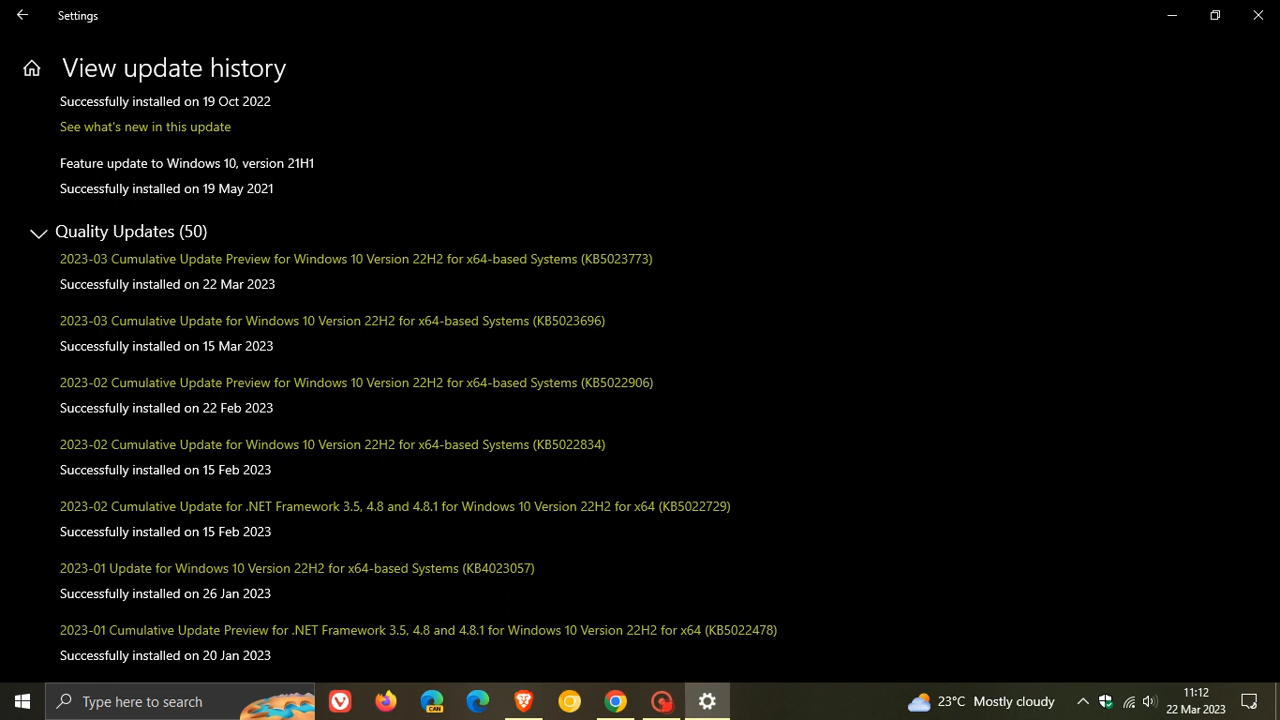 Settings
View update history
Successfully installed on 19 Oct 2022
See what's new in this update
Feature update to Windows 10, version 21H1
Successfully installed on 19 May 2021
Quality Updates (50)
2023-03 Cumulative Update Preview for Windows 10 Version 22H2 for x64-based Systems (KB5023773)
Successfully installed on 22 Mar 2023
2023-03 Cumulative Update for Windows 10 Version 22H2 for x64-based Systems (KB5023696)
Successfully installed on 15 Mar 2023
2023-02 Cumulative Update Preview for Windows 10 Version 22H2 for x64-based Systems (KB5022906)
Successfully installed on 22 Feb 2023
2023-02 Cumulative Update for Windows 10 Version 22H2 for x64-based Systems (KB5022834)
Successfully installed on 15 Feb 2023
2023-02 Cumulative Update for .NET Framework 3.5, 4.8 and 4.8.1 for Windows 10 Version 22H2 for x64 (KB5022729)
Successfully installed on 15 Feb 2023
2023-01 Update for Windows 10 Version 22H2 for x64-based Systems (KB4023057)
Successfully installed on 26 Jan 2023
2023-01 Cumulative Update Preview for .NET Framework 3.5, 4.8 and 4.8.1 for Windows 10 Version 22H2 for x64 (KB5022478)
Successfully installed on 20 Jan 2023
Type here to search
CAN
23°C Mostly cloudy
11:12
22 Mar 2023